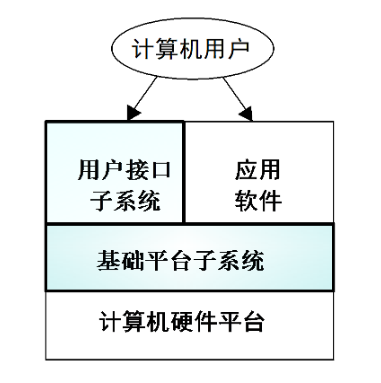 计算机用户
用户接口
子系统
应用
软件
基础平台子系统
计算机硬件平台